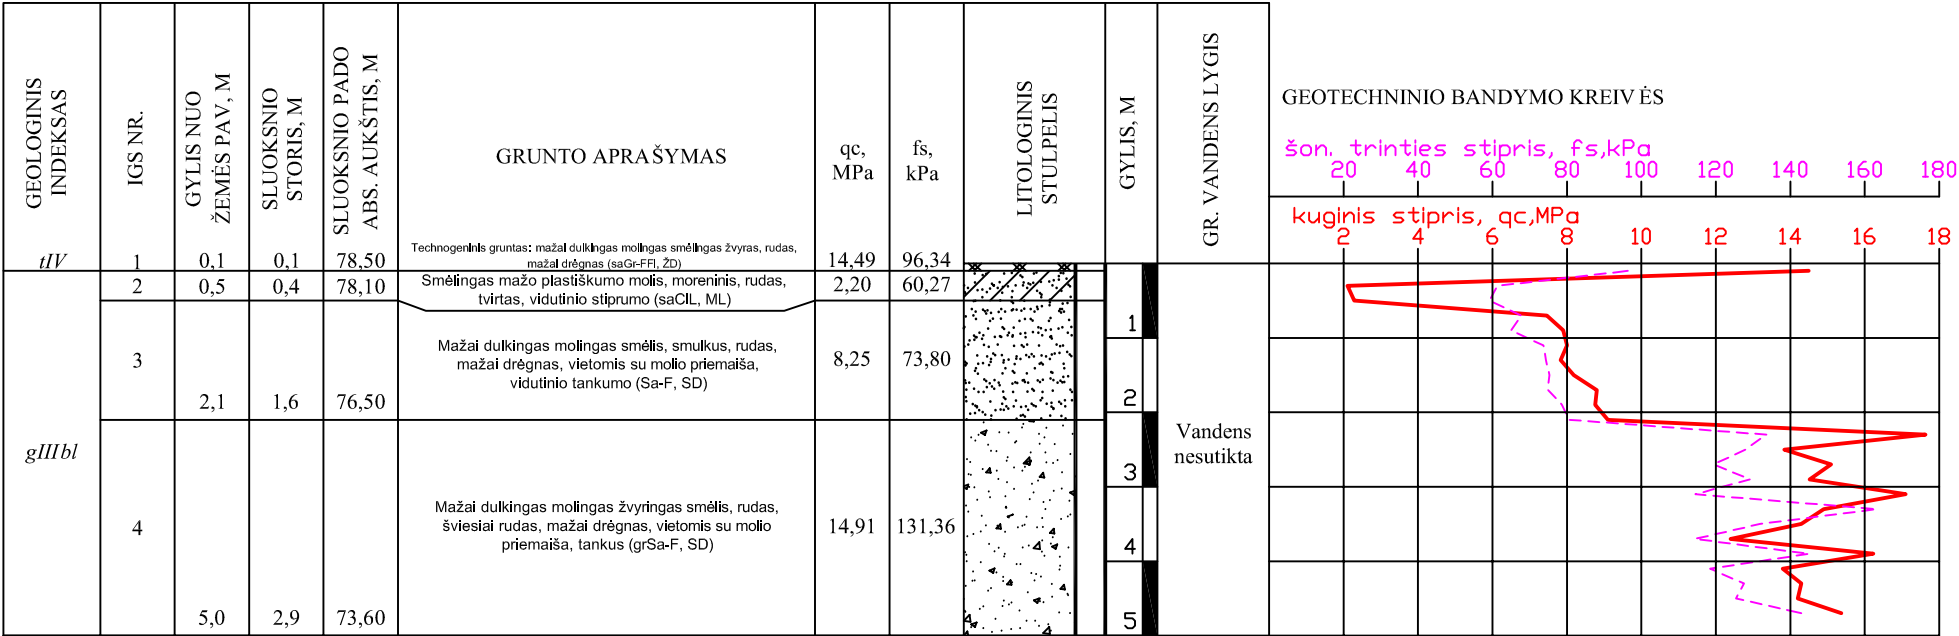 GEOLOGINIS
INDEKSAS
IGS NR.
GYLIS NUO
ŽEMĖS PAV, M
SLUOKSNIO
STORIS, M
SLUOKSNIO PADO
ABS. AUKŠTIS, M
GRUNTO APRAŠYMAS
qc,
MPa
fs,
kPa
LITOLOGINIS
STULPELIS
GYLIS, M
GR. VANDENS LYGIS
GEOTECHNINIO BANDYMO KREIVĖS
šon. trinties stipris, fs,kPa
20 40 60 80 100 120 140 160 180
kuginis stipris, qc,MPa
2 4 6 8 10 12 14 16 18
tIV
1
0,1
0,1
78,50
Technogeninis gruntas: mažai dulkingas molingas smėlingas žvyras, rudas,
mažai drėgnas (saGr-FFl, ŽD)
14,49
96,34
2
0,5
0,4
78,10
Smėlingas mažo plastiškumo molis, moreninis, rudas,
tvirtas, vidutinio stiprumo (saClL, ML)
2,20
60,27
3
2,1
1,6
76,50
Mažai dulkingas molingas smėlis, smulkus, rudas,
mažai drėgnas, vietomis su molio priemaiša,
vidutinio tankumo (Sa-F, SD)
8,25
73,80
gIIIbl
4
5,0
2,9
73,60
Mažai dulkingas molingas žvyringas smėlis, rudas,
šviesiai rudas, mažai drėgnas, vietomis su molio
priemaiša, tankus (grSa-F, SD)
14,91
131,36
1
2
3
4
5
Vandens
nesutikta